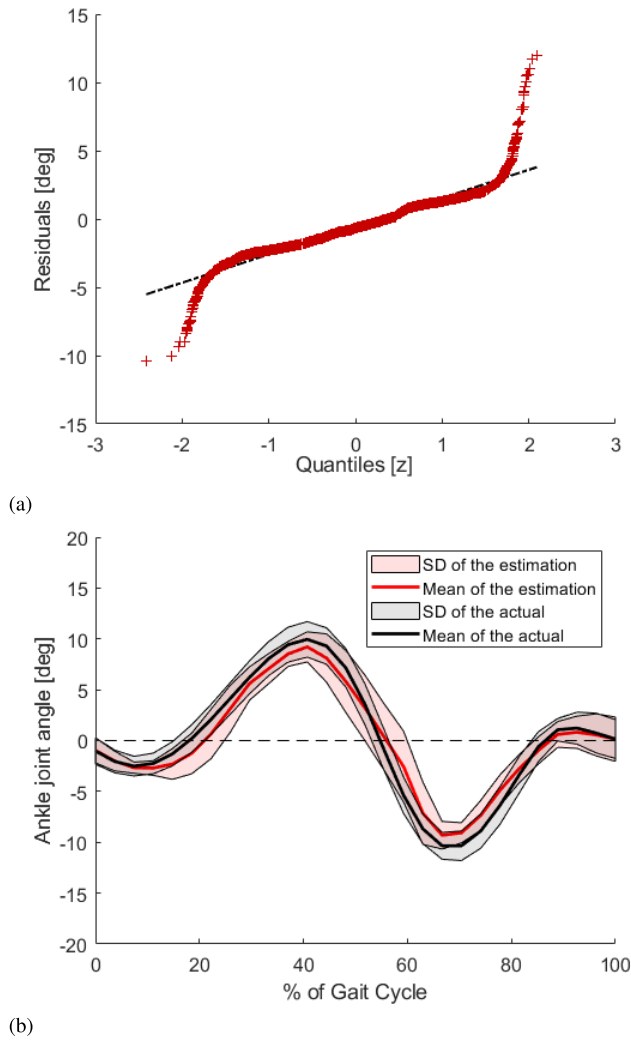 15
10
5
0
-5
-10
-15
Residuals [deg]
-3 -2 -1 0 1 2 3
Quantiles [z]
(a)
20
15
10
5
0
-5
-10
-15
-20
Ankle joint angle [deg]
SD of the estimation
Mean of the estimation
SD of the actual
Mean of the actual
0 20 40 60 80 100
% of Gait Cycle
(b)